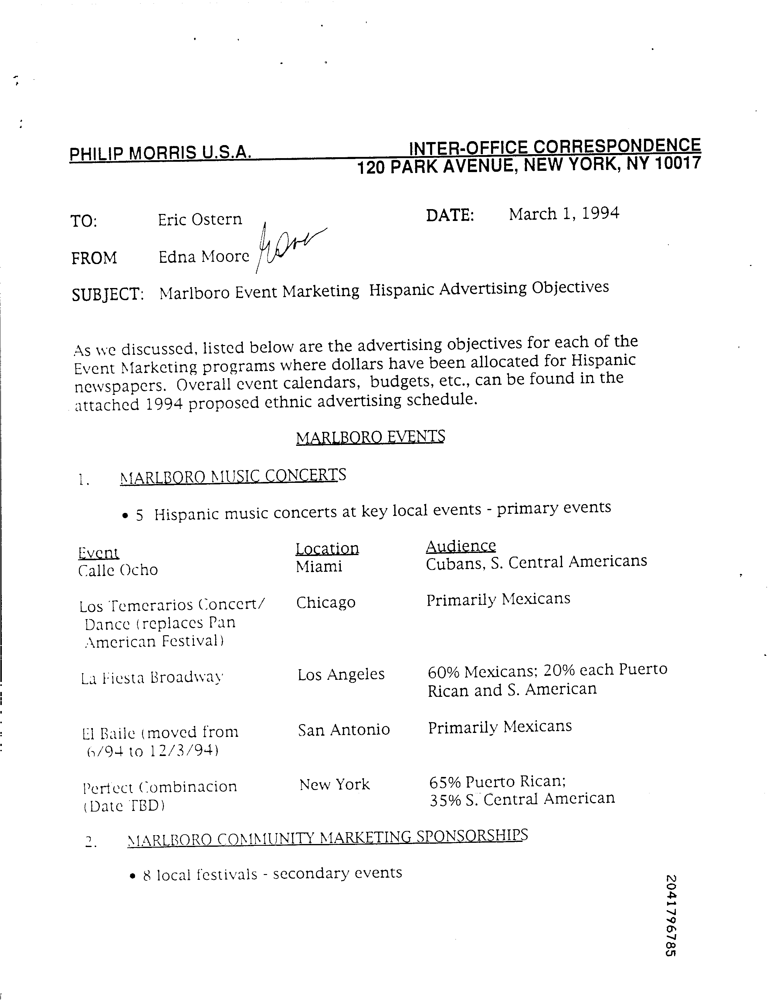 PHILIP MORRIS U.S.A.
INTER-OFFICE CORRESPONDENCE
120 PARK AVENUE, NEW YORK, NY 10017
TO: Eric Ostern DATE: March 1, 1994
FROM Edna Moore
SUBJECT: Marlboro Event Marketing Hispanic Advertising Objectives
As we discussed, listed below are the advertising objectives for each of the
Event Marketing programs where dollars have been allocated for Hispanic
newspapers. Overall event calendars, budgets, etc., can be found in the
attached 1994 proposed ethnic advertising schedule.
MARLBORO EVENTS
1. MARLBORO MUSIC CONCERTS
• 5 Hispanic music concerts at key local events - primary events
Event Location Audience
Calle Ocho Miami Cubans, S. Central Americans
Los Temerarios Concert/ Chicago Primarily Mexicans
Dance (replaces Pan
American Festival)
La Fiesta Broadway Los Angeles 60% Mexicans; 20% each Puerto
Rican and S. American
El Baile (moved from San Antonio Primarily Mexicans
6/94 to 12/3/94)
Perfect Combinacion New York 65% Puerto Rican;
(Date TBD) 35% S. Central American
2. MARLBORO COMMUNITY MARKETING SPONSORSHIPS
• 8 local festivals - secondary events
2041796785